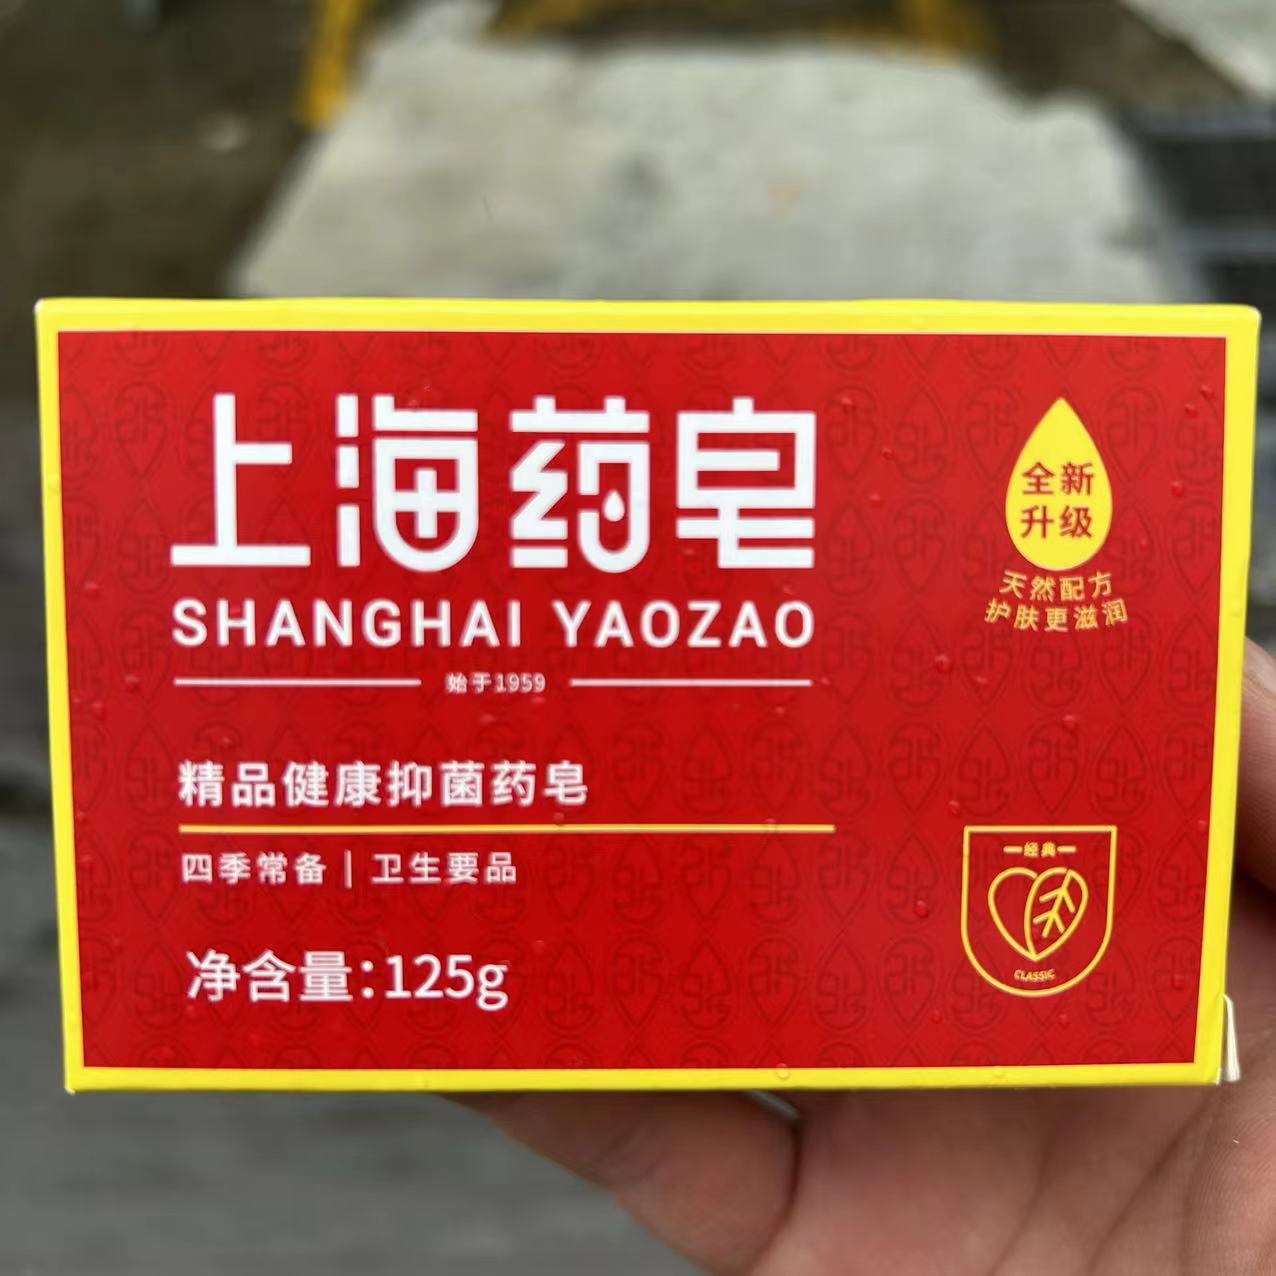 上海药皂
SHANGHAI YAOZAO
始于1959
全新
升级
天然配方
护肤更滋润
精品健康抑菌药皂
四季常备 | 卫生要品
净含量:125g
经典
CLASSIC